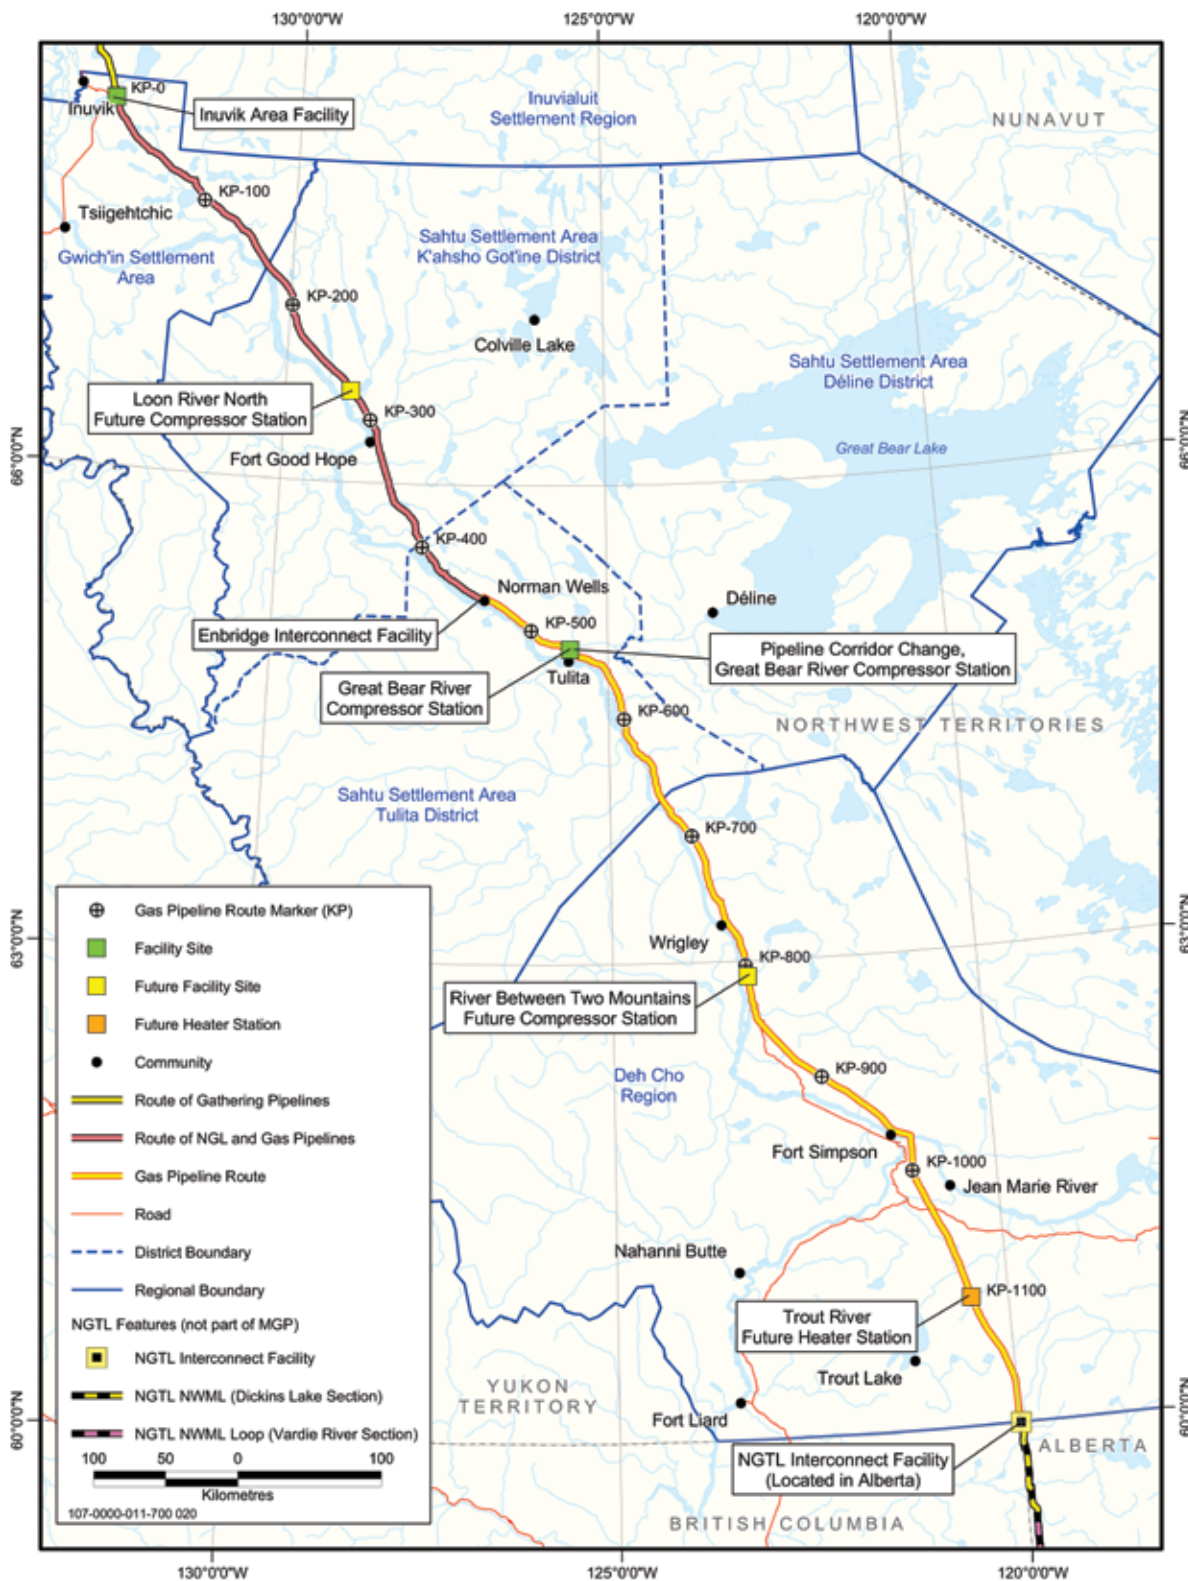 130°0'0"W
125°0'0"W
120°0'0"W
KP-0
Inuvik
Inuvik Area Facility
Inuvialuit
Settlement Region
NUNAVUT
KP-100
Tsiigehtchic
Gwich'in Settlement
Area
Sahtu Settlement Area
K'ahsho Got'ine District
KP-200
Colville Lake
Sahtu Settlement Area
Déline District
Loon River North
Future Compressor Station
KP-300
Fort Good Hope
Great Bear Lake
66°0'0"N
66°0'0"N
KP-400
Norman Wells
Déline
Enbridge Interconnect Facility
KP-500
Pipeline Corridor Change,
Great Bear River Compressor Station
Tulita
Great Bear River
Compressor Station
KP-600
NORTHWEST TERRITORIES
Sahtu Settlement Area
Tulita District
KP-700
Wrigley
63°0'0"N
63°0'0"N
KP-800
River Between Two Mountains
Future Compressor Station
Deh Cho
Region
KP-900
Fort Simpson
KP-1000
Jean Marie River
Nahanni Butte
KP-1100
Trout River
Future Heater Station
Trout Lake
YUKON
TERRITORY
Fort Liard
60°0'0"N
60°0'0"N
NGTL Interconnect Facility
(Located in Alberta)
ALBERTA
BRITISH COLUMBIA
Gas Pipeline Route Marker (KP)
Facility Site
Future Facility Site
Future Heater Station
Community
Route of Gathering Pipelines
Route of NGL and Gas Pipelines
Gas Pipeline Route
Road
District Boundary
Regional Boundary
NGTL Features (not part of MGP)
NGTL Interconnect Facility
NGTL NWML (Dickins Lake Section)
NGTL NWML Loop (Vardie River Section)
100 50 0 100
Kilometres
107-0000-011-700 020
130°0'0"W
125°0'0"W
120°0'0"W